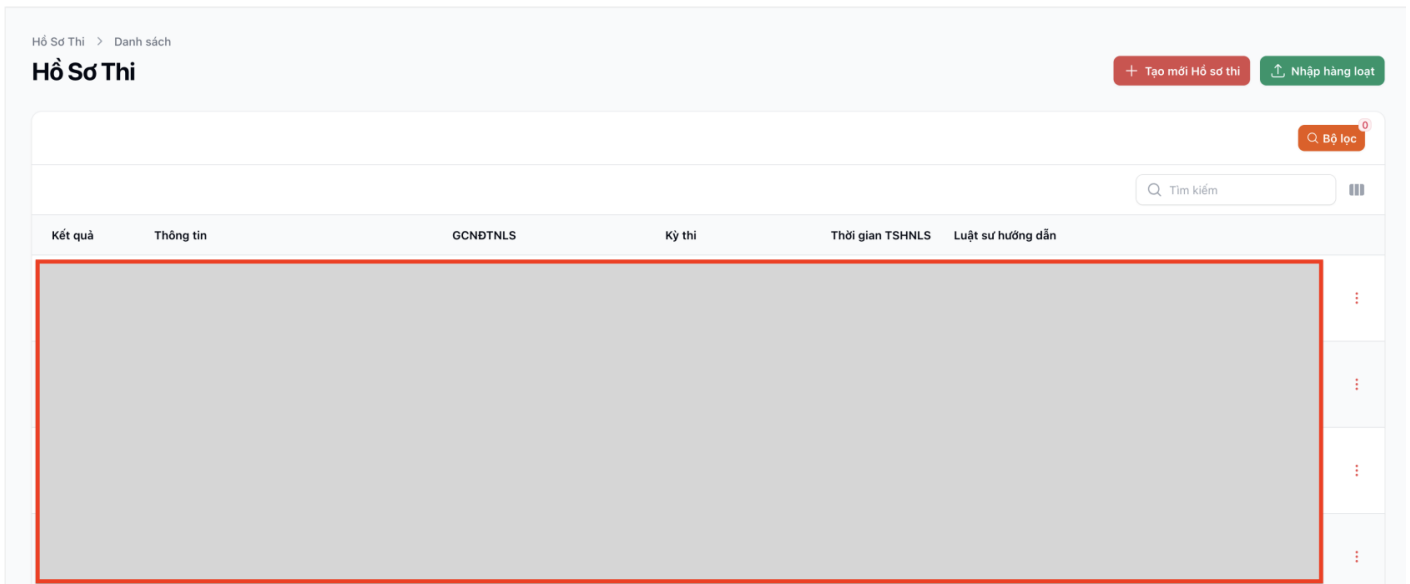 Hồ Sơ Thi > Danh sách
Hồ Sơ Thi
+ Tạo mới Hồ sơ thi
Nhập hàng loạt
Bộ lọc 0
Tìm kiếm
Kết quả Thông tin GCNĐTNLS Kỳ thi Thời gian TSHNLS Luật sư hướng dẫn